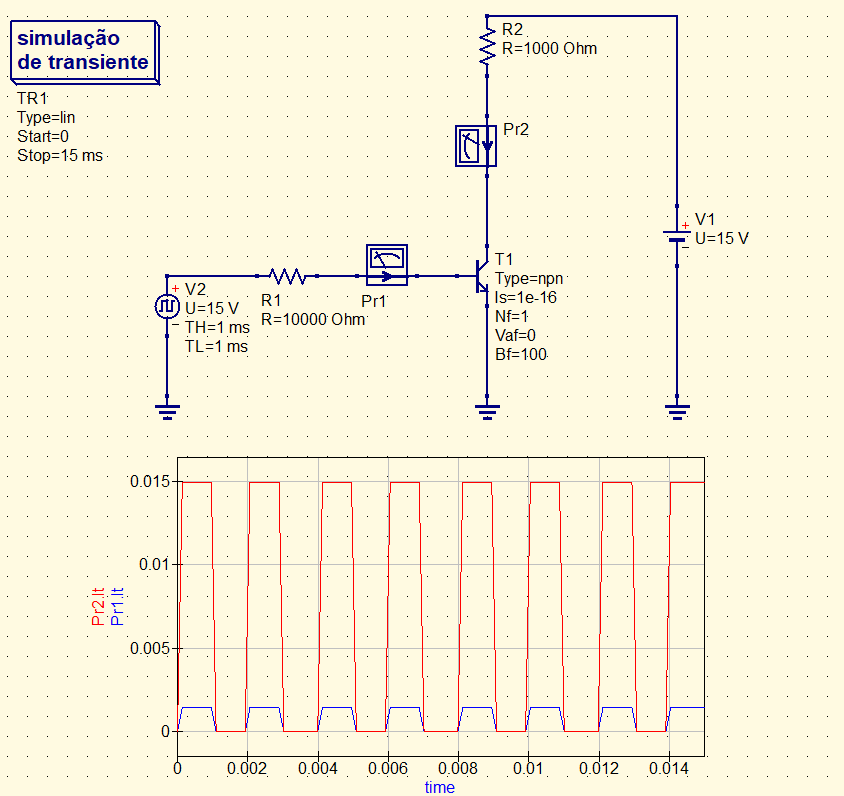 simulação
de transiente
TR1
Type=lin
Start=0
Stop=15 ms
R2
R=1000 Ohm
Pr2
V1
U=15 V
T1
Type=npn
Is=1e-16
Nf=1
Vaf=0
Bf=100
V2
U=15 V
TH=1 ms
TL=1 ms
R1
R=10000 Ohm
Pr1
0.015
0.01
0.005
0
Pr2.It
Pr1.It
0 0.002 0.004 0.006 0.008 0.01 0.012 0.014
time